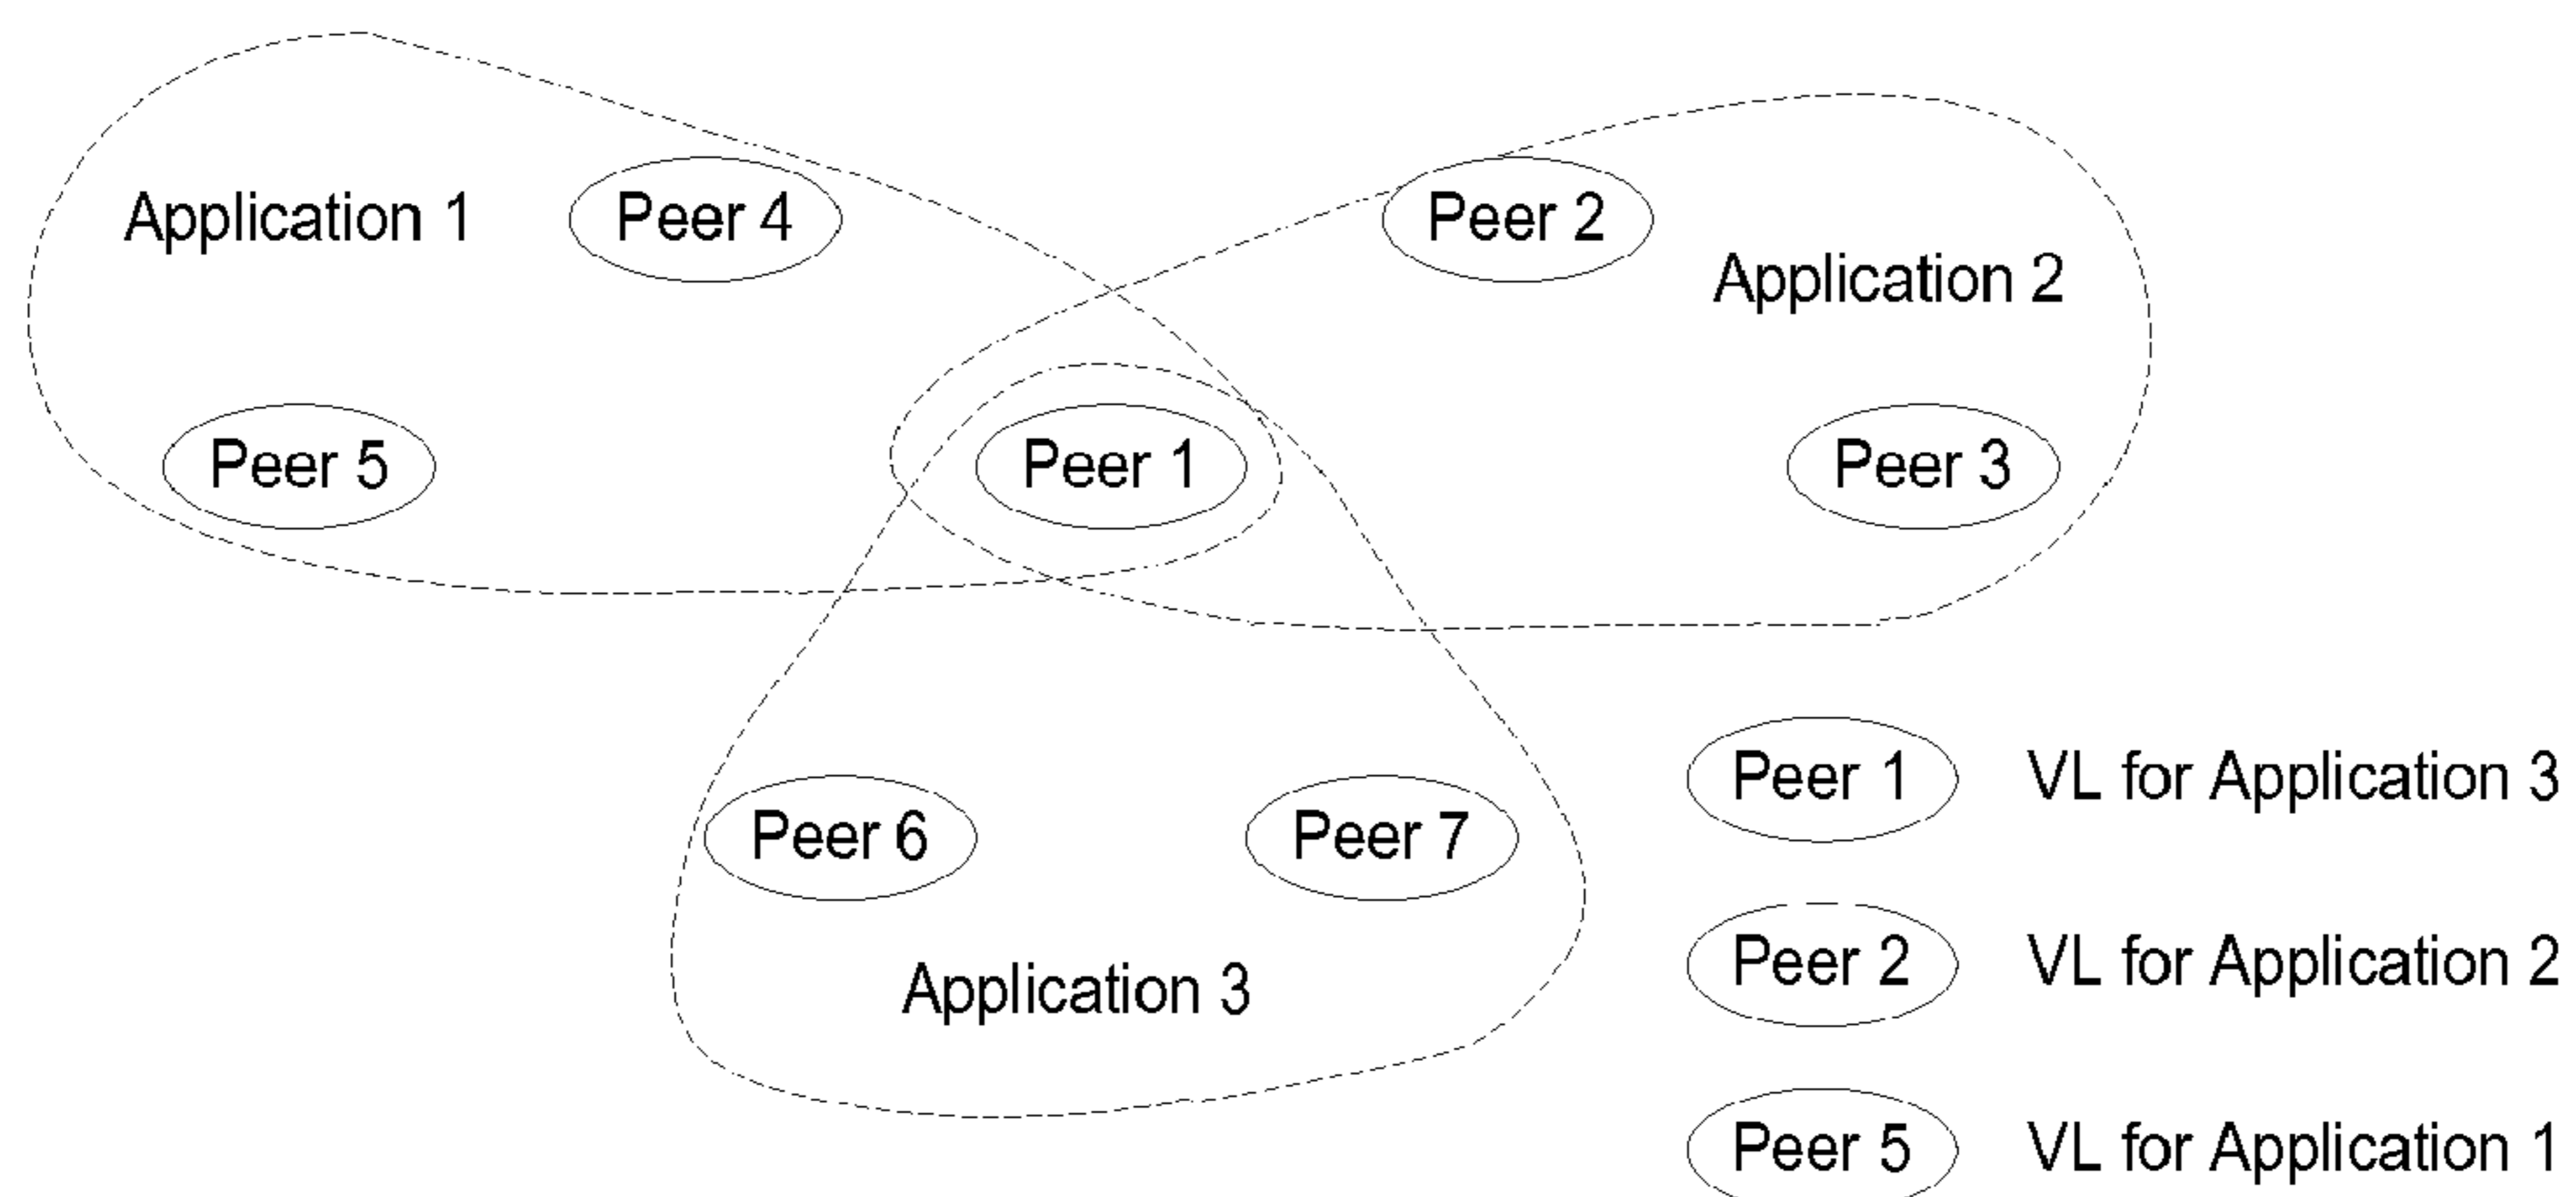 Application 1
Peer 4
Peer 2
Application 2
Peer 5
Peer 1
Peer 3
Peer 6
Peer 7
Application 3
Peer 1 VL for Application 3
Peer 2 VL for Application 2
Peer 5 VL for Application 1